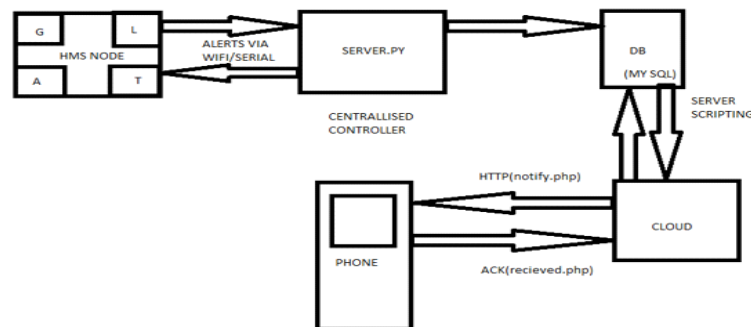 G
L
HMS NODE
A
T
ALERTS VIA
WIFI/SERIAL
SERVER.PY
CENTRALLISED
CONTROLLER
DB
(MY SQL)
SERVER
SCRIPTING
HTTP(notify.php)
CLOUD
PHONE
ACK(recieved.php)